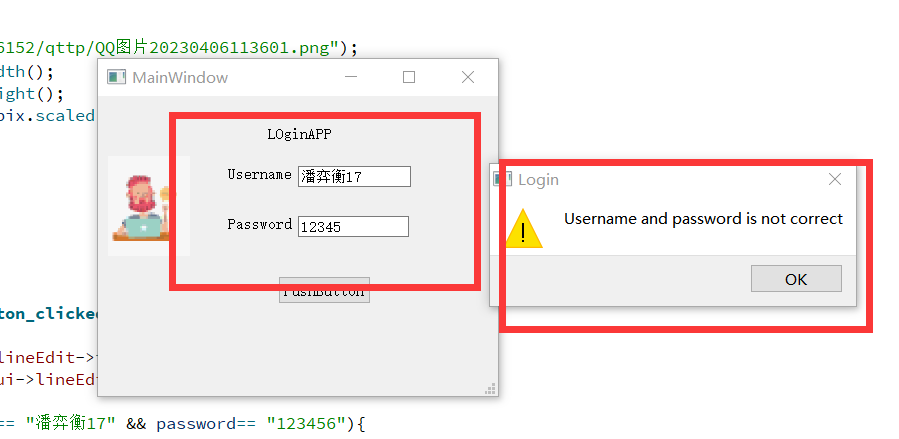 6152/qttp/QQ图片20230406113601.png");
dth();
ight();
pix.scaled
MainWindow
LOginAPP
Username 潘弈衡17
Password 12345
PushButton
Login
Username and password is not correct
OK
ton_clicked
lineEdit->
ui->lineEdi
== "潘弈衡17" && password== "123456"){